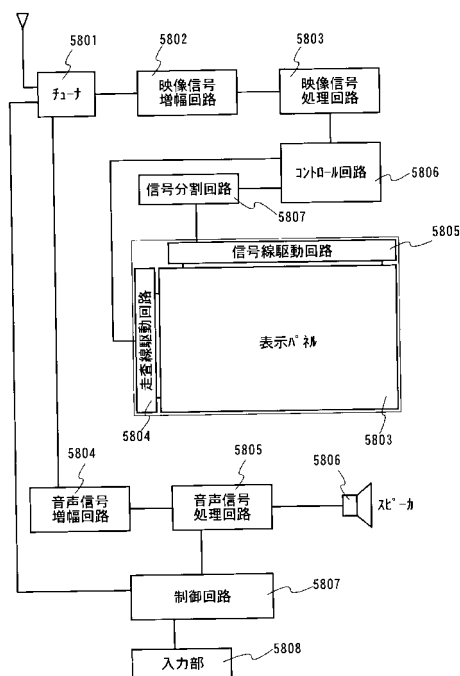 5801
5802
5803
チューナ
映像信号
増幅回路
映像信号
処理回路
コントロール回路
5806
信号分割回路
5807
5805
信号線駆動回路
走査線駆動回路
表示パネル
5804
5803
5804
5805
5806
音声信号
増幅回路
音声信号
処理回路
スピーカ
5807
制御回路
入力部
5808